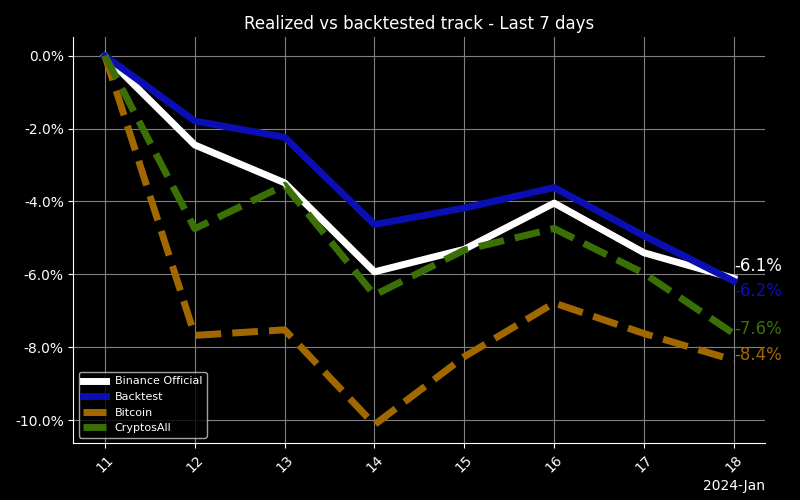 Realized vs backtested track - Last 7 days
0.0%
-2.0%
-4.0%
-6.0%
-8.0%
-10.0%
-6.1%
-6.2%
-7.6%
-8.4%
Binance Official
Backtest
Bitcoin
CryptosAll
11 12 13 14 15 16 17 18
2024-Jan